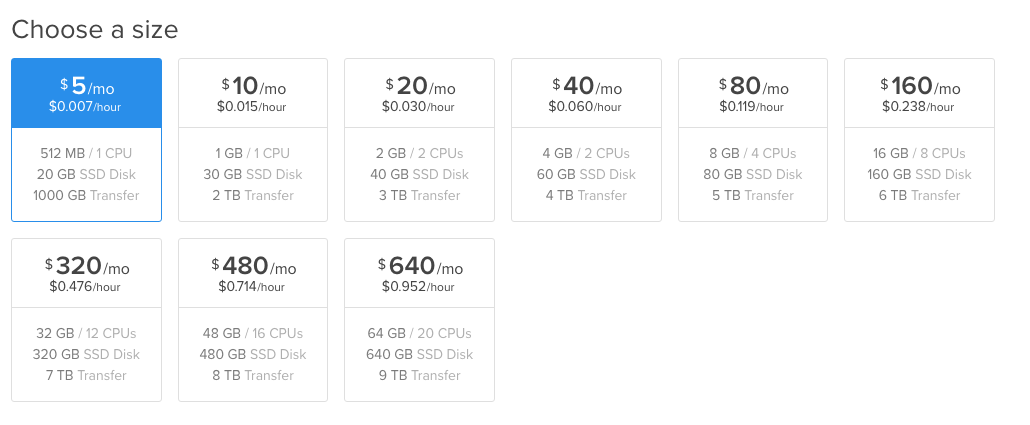 Choose a size
$5/mo
$0.007/hour
512 MB / 1 CPU
20 GB SSD Disk
1000 GB Transfer
$10/mo
$0.015/hour
1 GB / 1 CPU
30 GB SSD Disk
2 TB Transfer
$20/mo
$0.030/hour
2 GB / 2 CPUs
40 GB SSD Disk
3 TB Transfer
$40/mo
$0.060/hour
4 GB / 2 CPUs
60 GB SSD Disk
4 TB Transfer
$80/mo
$0.119/hour
8 GB / 4 CPUs
80 GB SSD Disk
5 TB Transfer
$160/mo
$0.238/hour
16 GB / 8 CPUs
160 GB SSD Disk
6 TB Transfer
$320/mo
$0.476/hour
32 GB / 12 CPUs
320 GB SSD Disk
7 TB Transfer
$480/mo
$0.714/hour
48 GB / 16 CPUs
480 GB SSD Disk
8 TB Transfer
$640/mo
$0.952/hour
64 GB / 20 CPUs
640 GB SSD Disk
9 TB Transfer